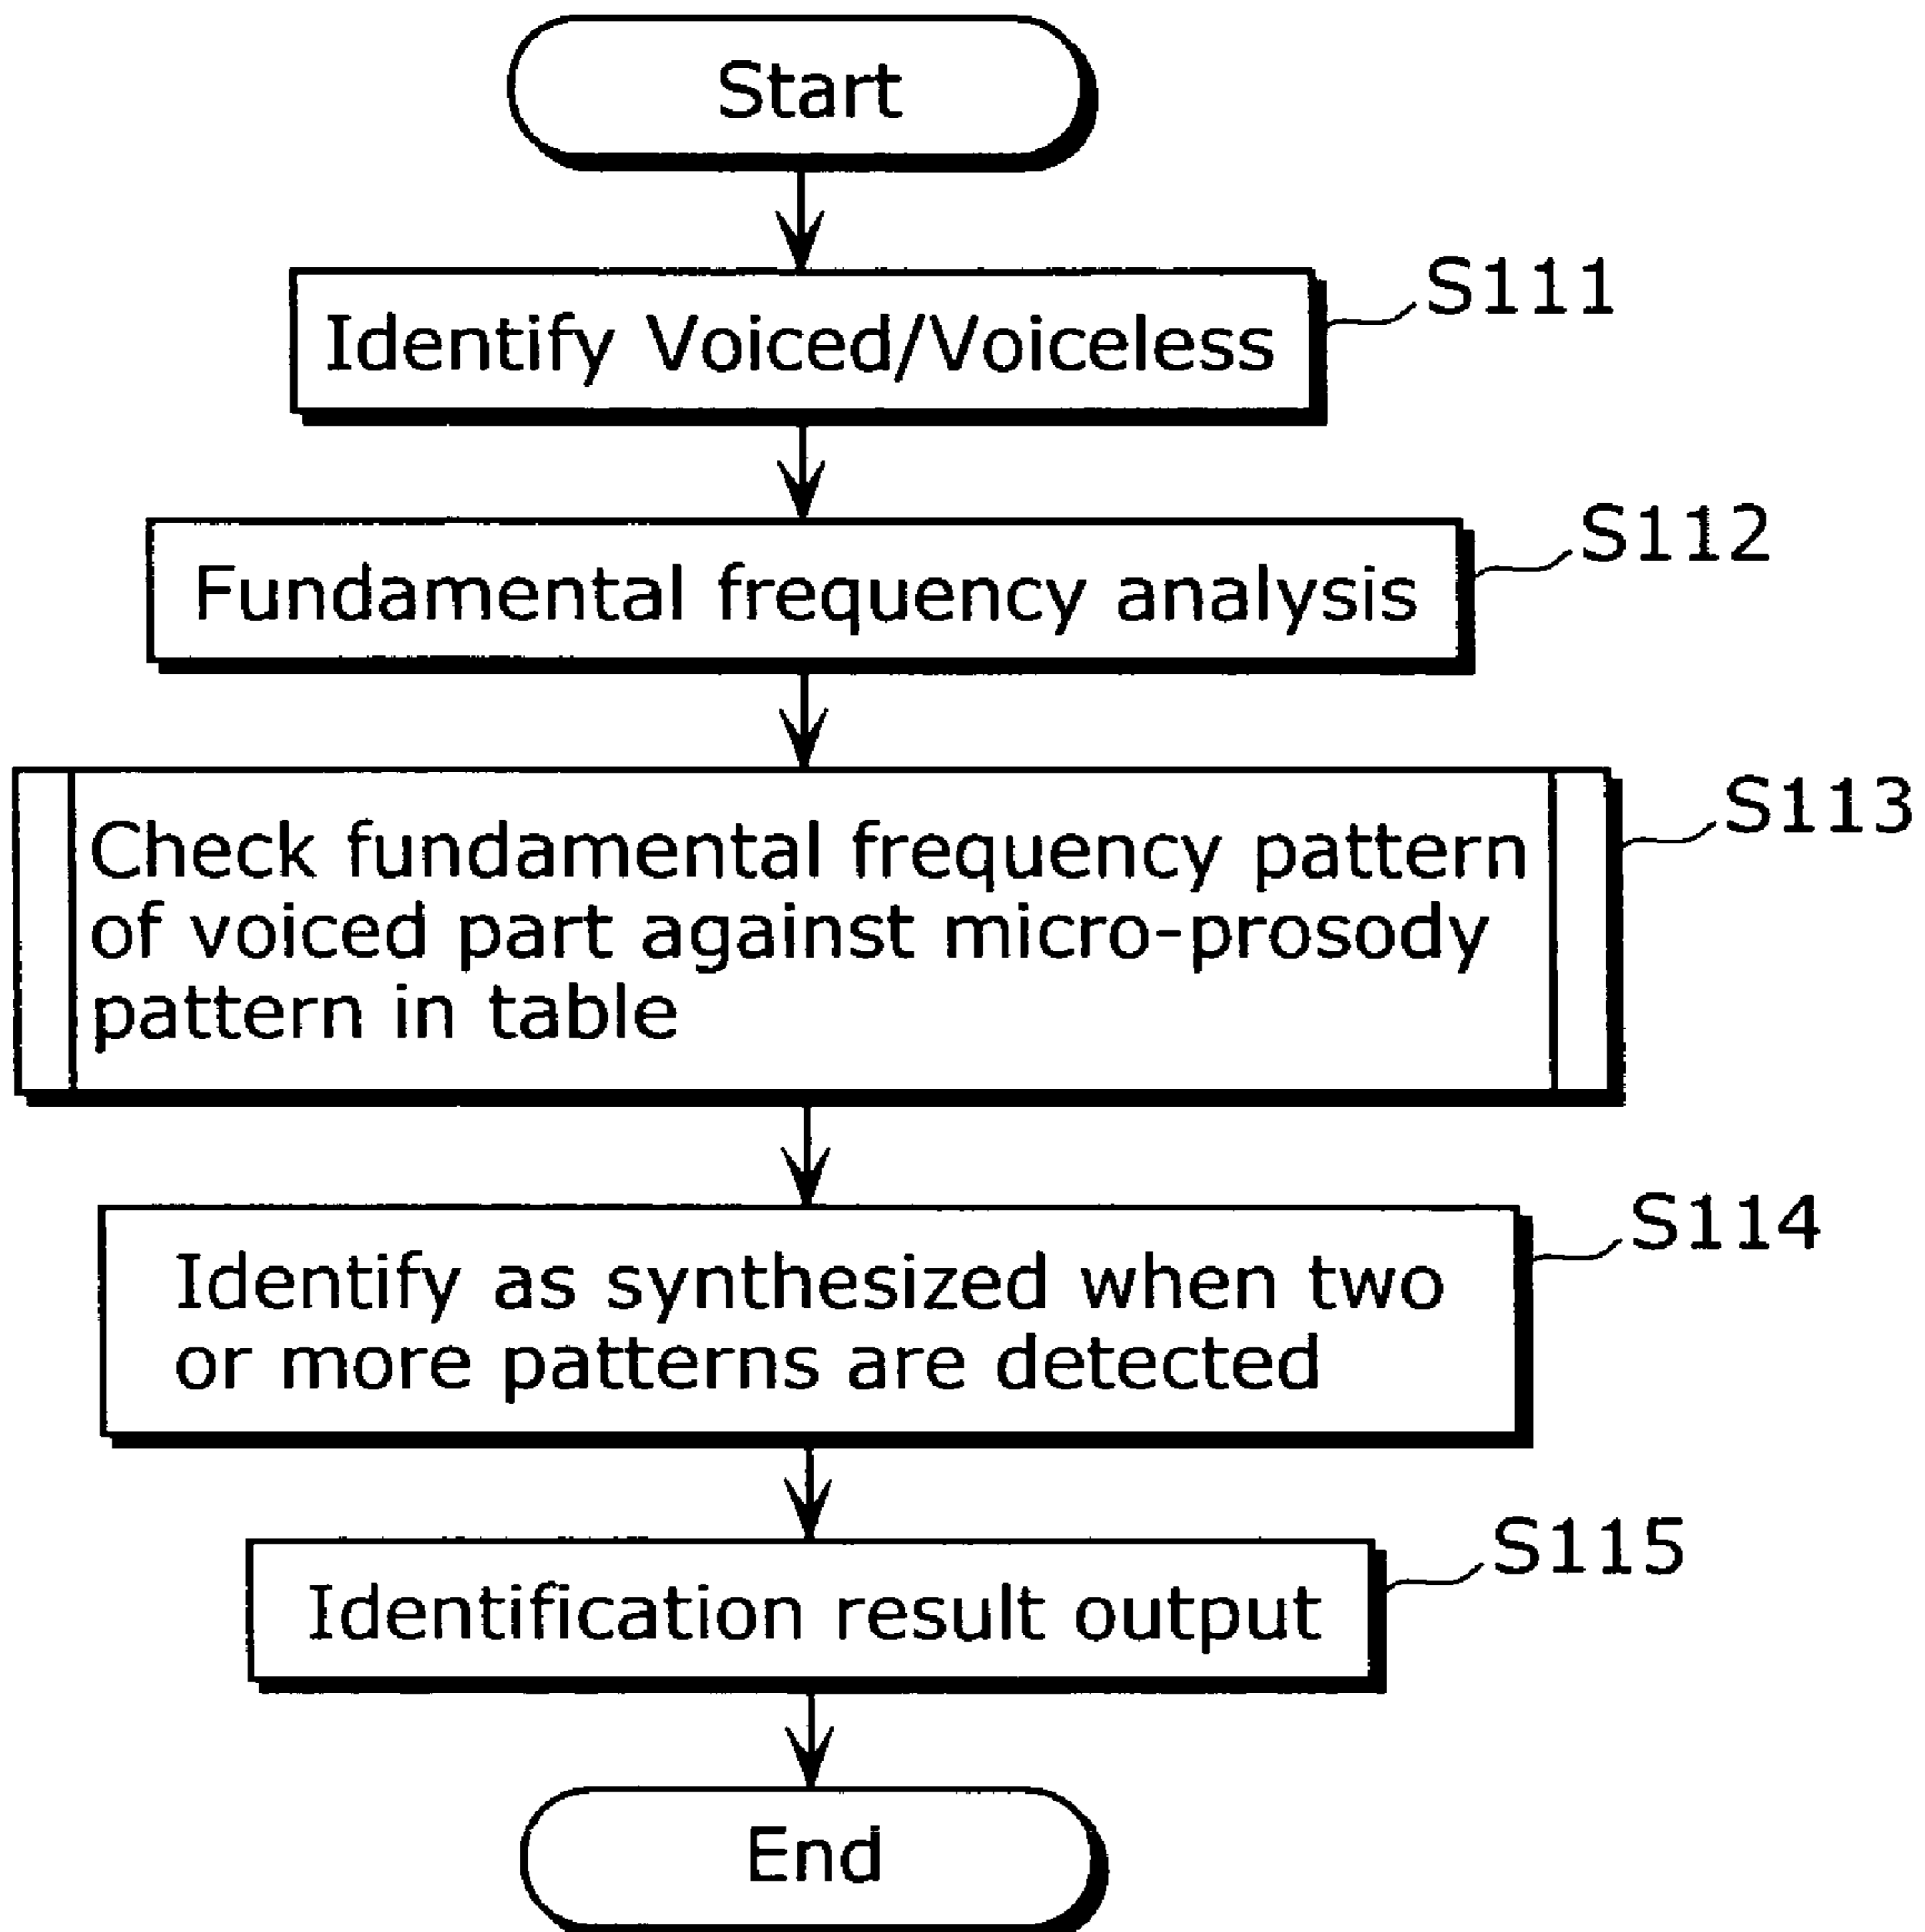 Start
S111
Identify Voiced/Voiceless
S112
Fundamental frequency analysis
S113
Check fundamental frequency pattern
of voiced part against micro-prosody
pattern in table
S114
Identify as synthesized when two
or more patterns are detected
S115
Identification result output
End